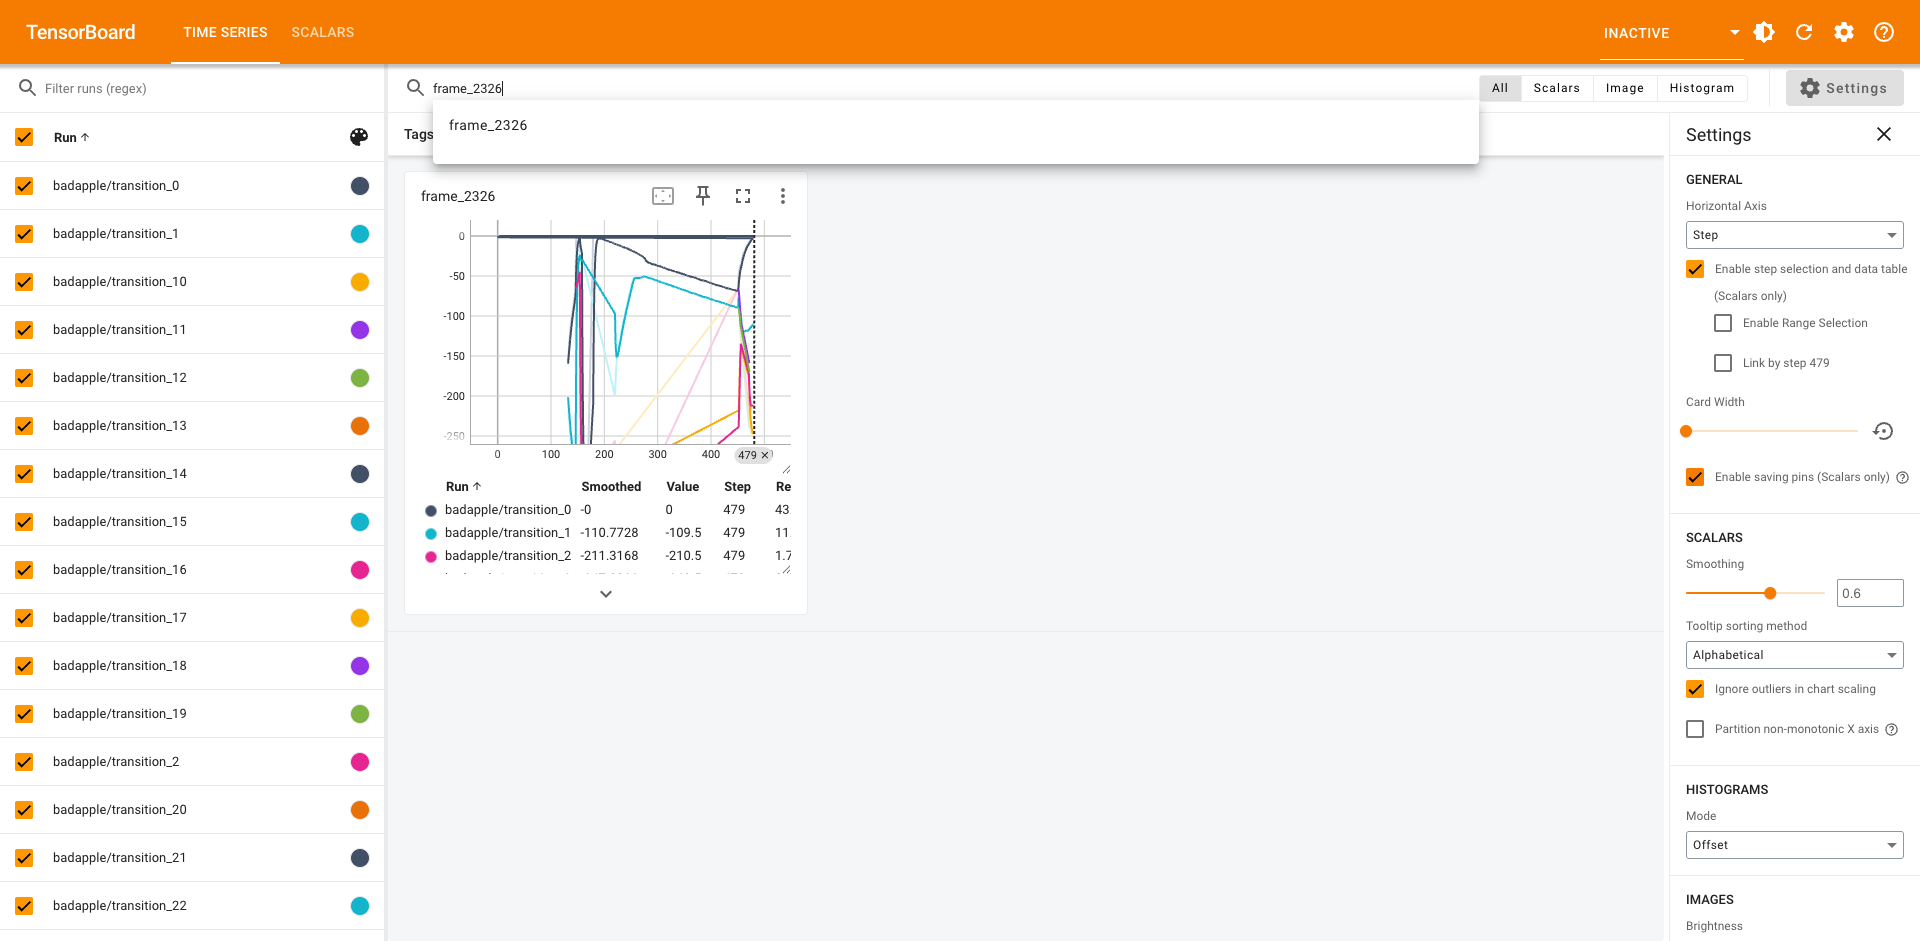 TensorBoard
TIME SERIES
SCALARS
INACTIVE
Filter runs (regex)
frame_2326
All
Scalars
Image
Histogram
Settings
frame_2326
Tags
Run
badapple/transition_0
badapple/transition_1
badapple/transition_10
badapple/transition_11
badapple/transition_12
badapple/transition_13
badapple/transition_14
badapple/transition_15
badapple/transition_16
badapple/transition_17
badapple/transition_18
badapple/transition_19
badapple/transition_2
badapple/transition_20
badapple/transition_21
badapple/transition_22
frame_2326
0
-50
-100
-150
-200
-250
0 100 200 300 400 479
Run Smoothed Value Step Re
badapple/transition_0 -0 0 479 43
badapple/transition_1 -110.7728 -109.5 479 11
badapple/transition_2 -211.3168 -210.5 479 1.7
Settings
GENERAL
Horizontal Axis
Step
Enable step selection and data table
(Scalars only)
Enable Range Selection
Link by step 479
Card Width
Enable saving pins (Scalars only)
SCALARS
Smoothing
0.6
Tooltip sorting method
Alphabetical
Ignore outliers in chart scaling
Partition non-monotonic X axis
HISTOGRAMS
Mode
Offset
IMAGES
Brightness